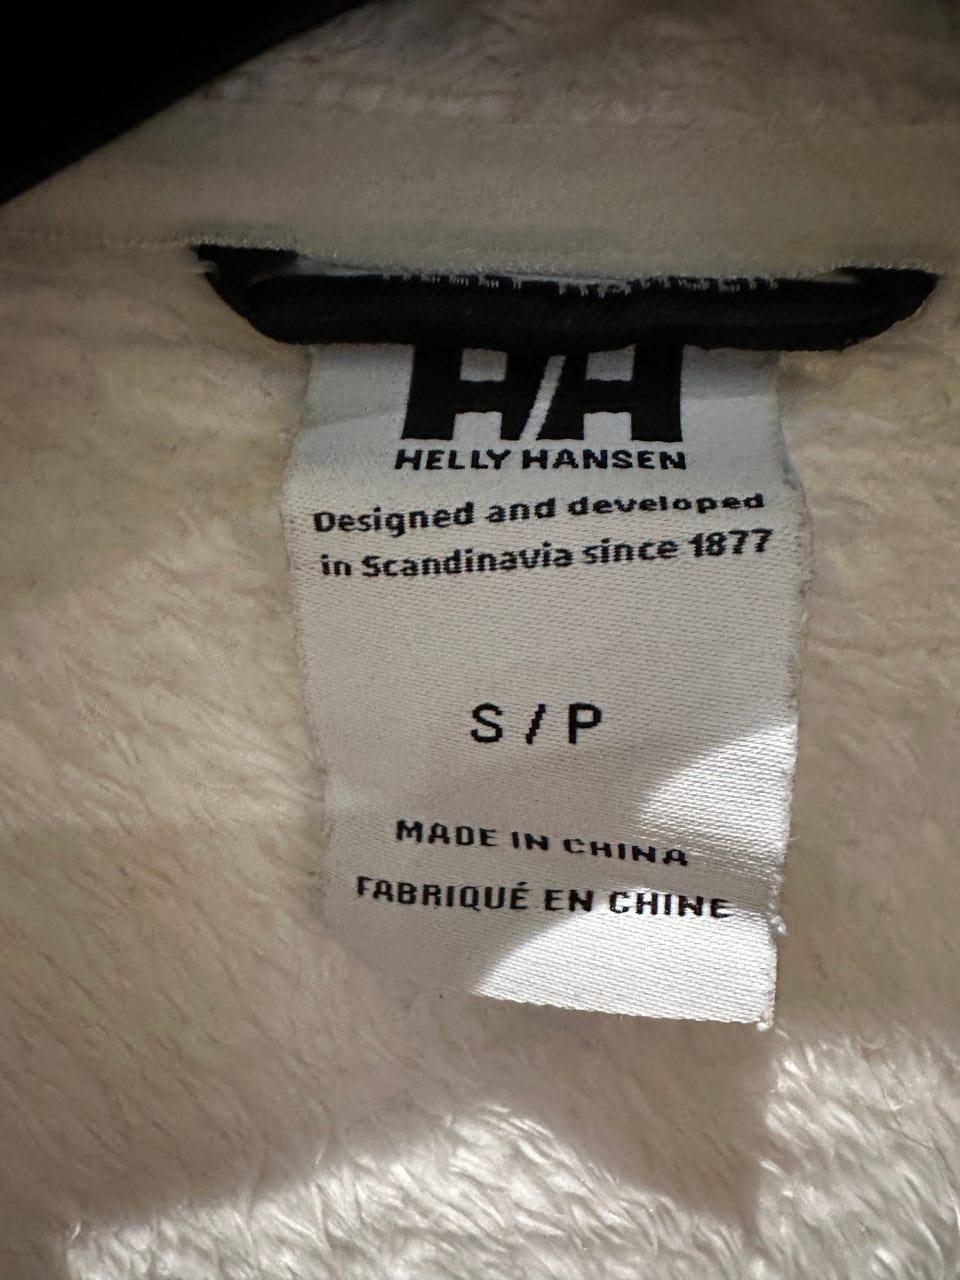 HH
HELLY HANSEN
Designed and developed
in Scandinavia since 1877
S / P
MADE IN CHINA
FABRIQUÉ EN CHINE